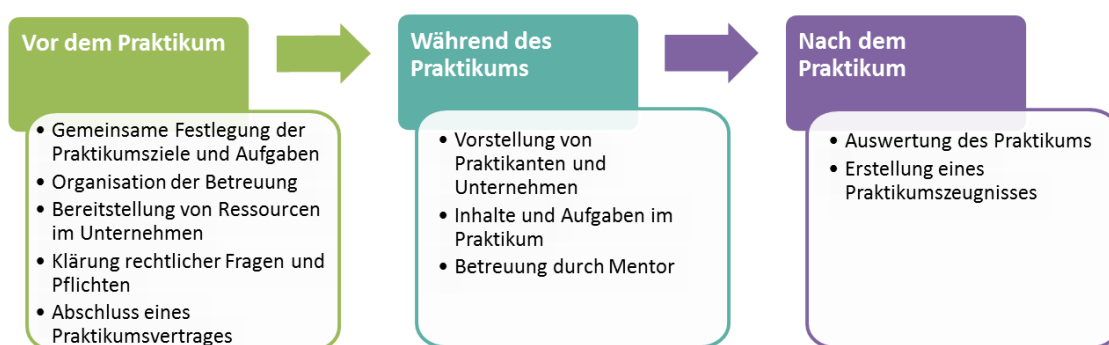 Vor dem Praktikum
• Gemeinsame Festlegung der
Praktikumsziele und Aufgaben
• Organisation der Betreuung
• Bereitstellung von Ressourcen
im Unternehmen
• Klärung rechtlicher Fragen und
Pflichten
• Abschluss eines
Praktikumsvertrages
Während des
Praktikums
• Vorstellung von
Praktikanten und
Unternehmen
• Inhalte und Aufgaben im
Praktikum
• Betreuung durch Mentor
Nach dem
Praktikum
• Auswertung des Praktikums
• Erstellung eines
Praktikumszeugnisses